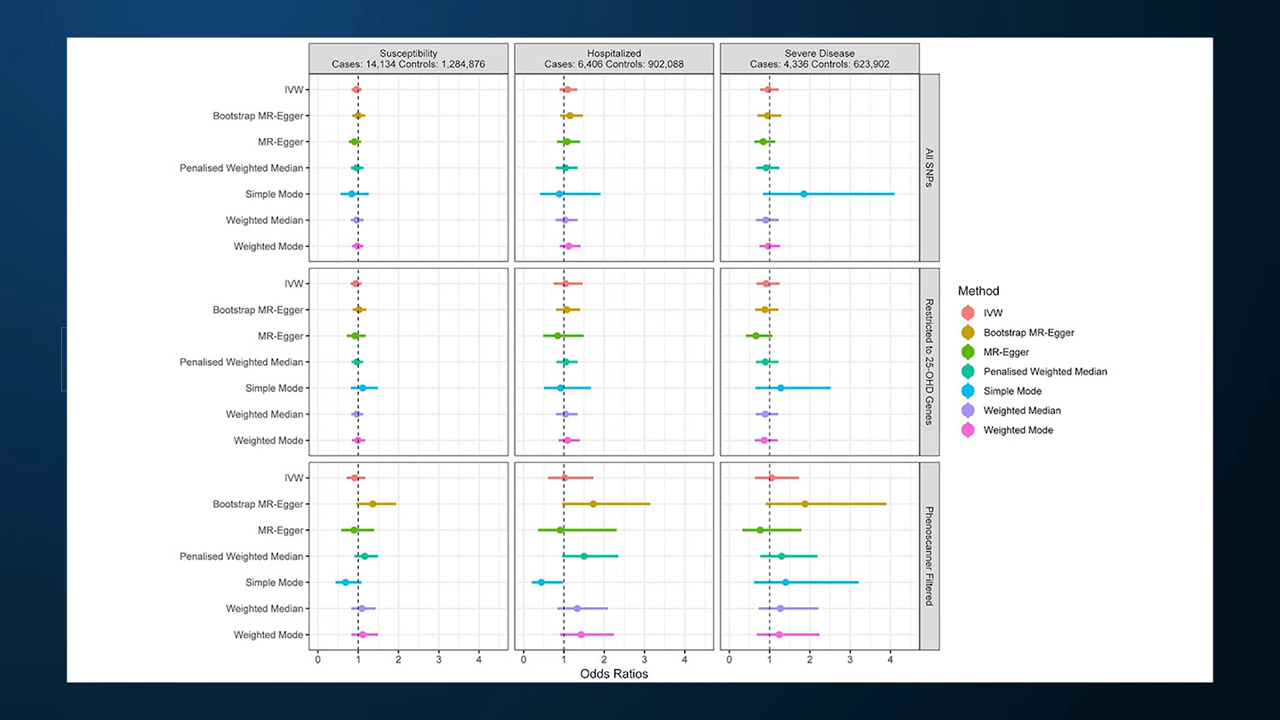 Susceptibility
Cases: 14,134 Controls: 1,284,876
Hospitalized
Cases: 6,406 Controls: 902,088
Severe Disease
Cases: 4,336 Controls: 623,902
IVW
Bootstrap MR-Egger
MR-Egger
Penalised Weighted Median
Simple Mode
Weighted Median
Weighted Mode
All SNPs
IVW
Bootstrap MR-Egger
MR-Egger
Penalised Weighted Median
Simple Mode
Weighted Median
Weighted Mode
Restricted to 25-OHD Genes
IVW
Bootstrap MR-Egger
MR-Egger
Penalised Weighted Median
Simple Mode
Weighted Median
Weighted Mode
Phenoscanner Filtered
0 1 2 3 4
0 1 2 3 4
0 1 2 3 4
Odds Ratios
Method
IVW
Bootstrap MR-Egger
MR-Egger
Penalised Weighted Median
Simple Mode
Weighted Median
Weighted Mode